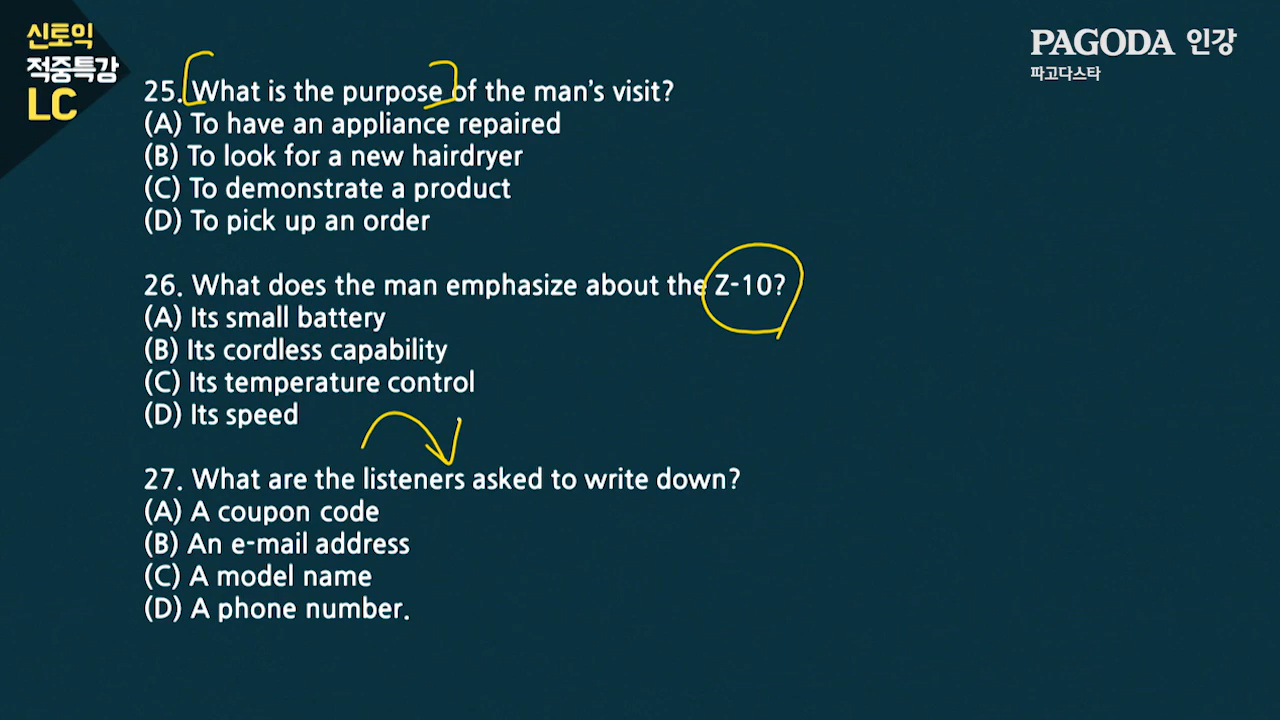 신토익
적중특강
LC
PAGODA 인강
파고다스타
25. What is the purpose of the man's visit?
(A) To have an appliance repaired
(B) To look for a new hairdryer
(C) To demonstrate a product
(D) To pick up an order
26. What does the man emphasize about the Z-10?
(A) Its small battery
(B) Its cordless capability
(C) Its temperature control
(D) Its speed
27. What are the listeners asked to write down?
(A) A coupon code
(B) An e-mail address
(C) A model name
(D) A phone number.